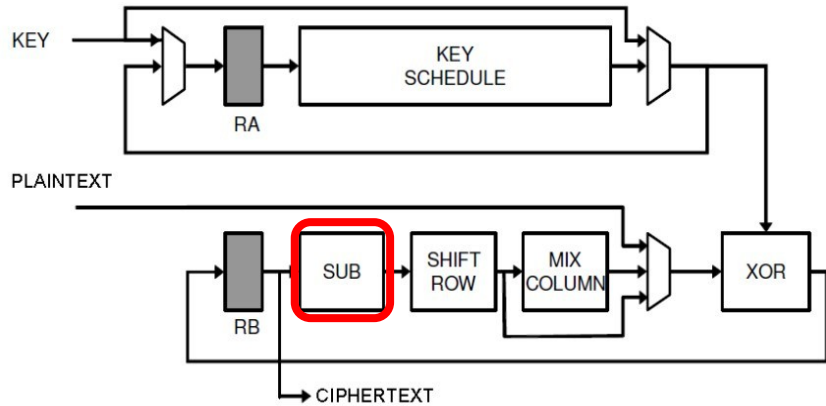 KEY
KEY
SCHEDULE
RA
PLAINTEXT
SUB
SHIFT
ROW
MIX
COLUMN
XOR
RB
CIPHERTEXT